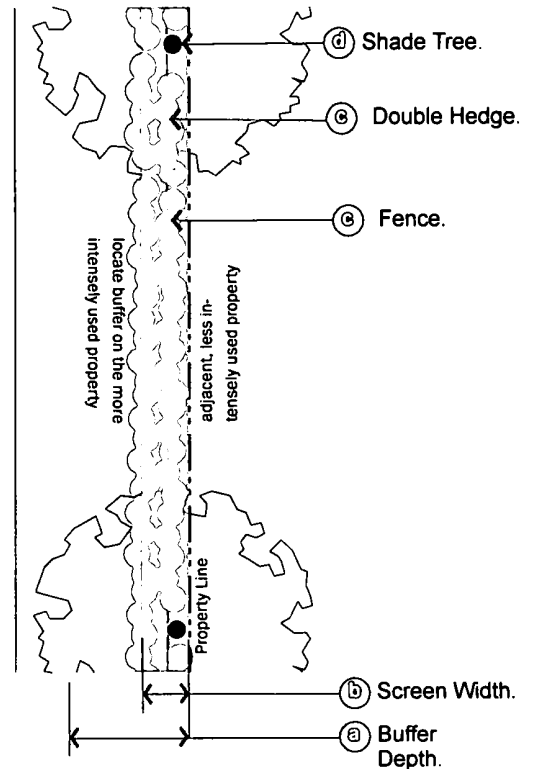 ⓓ Shade Tree.
ⓒ Double Hedge.
ⓒ Fence.
locate buffer on the more
intensely used property
adjacent, less in-
tensely used property
Property Line
ⓑ Screen Width.
ⓐ Buffer
Depth.